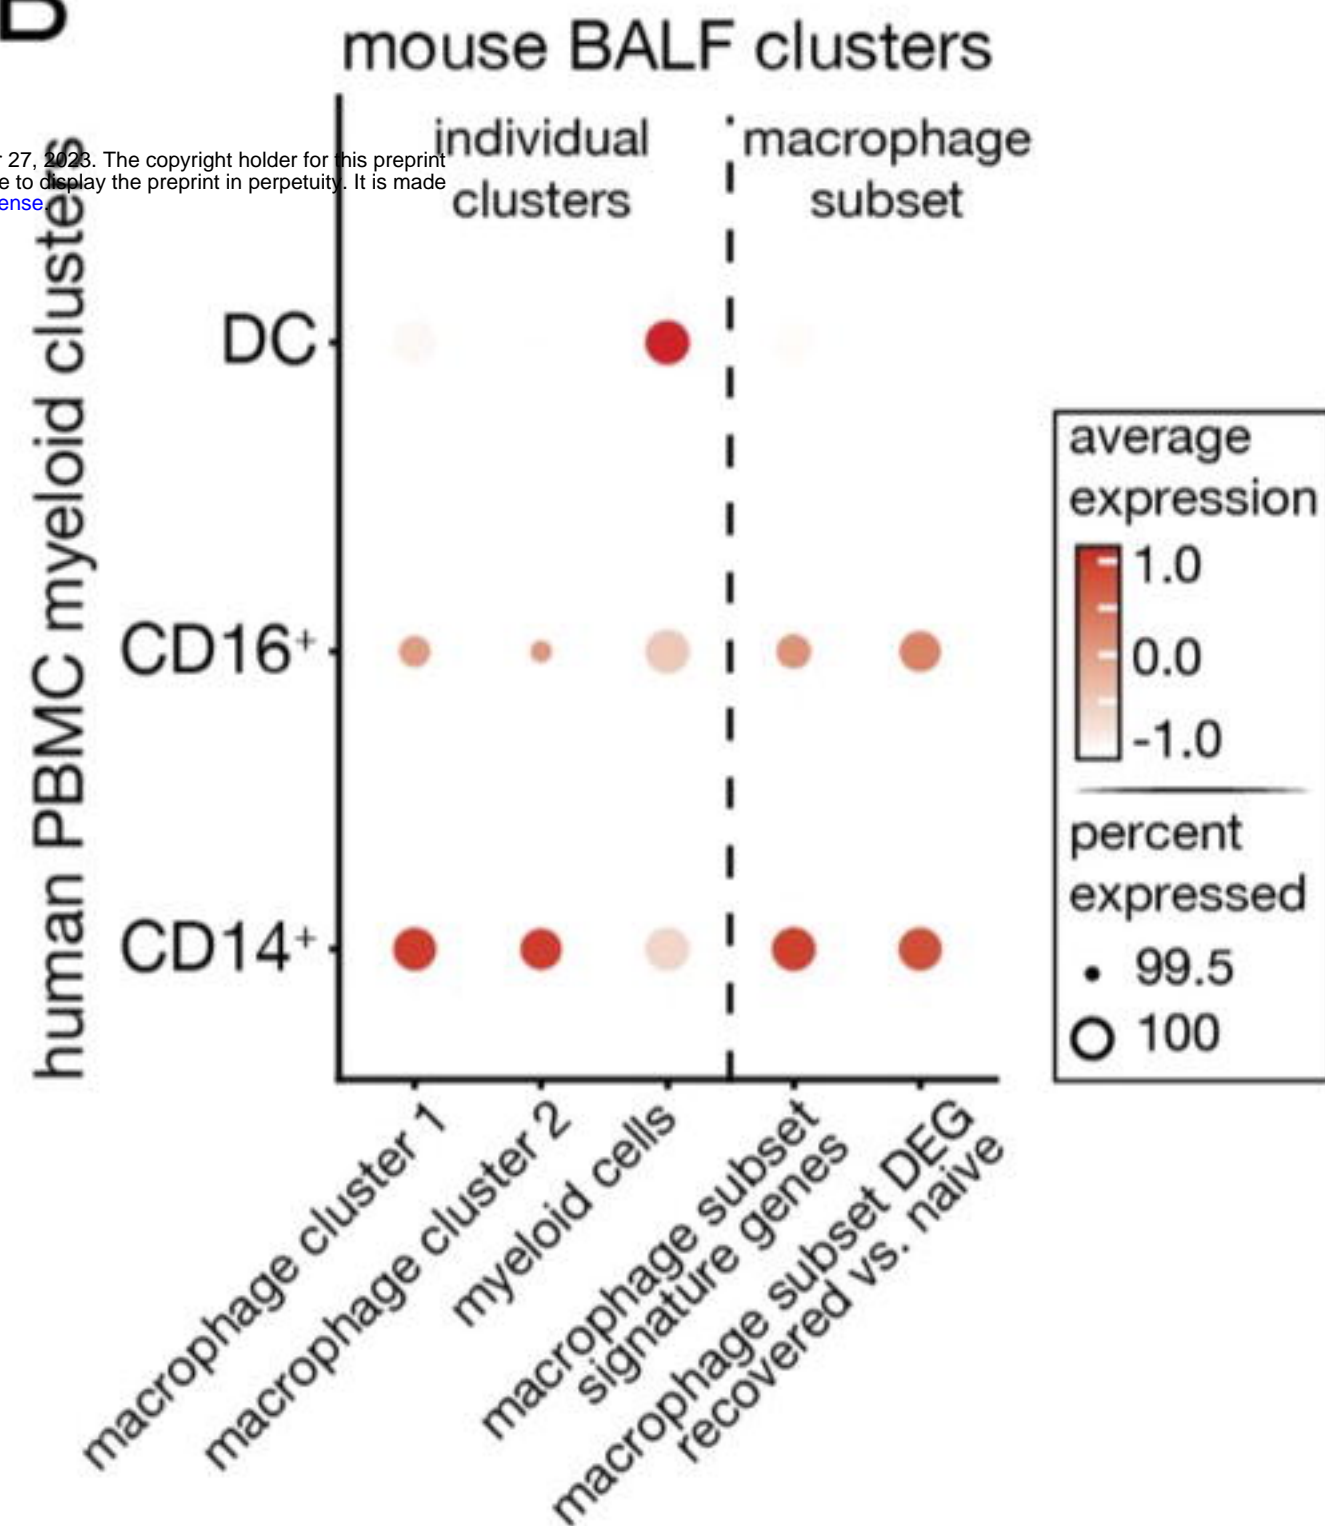 B
mouse BALF clusters
individual
clusters
macrophage
subset
r 27, 2023. The copyright holder for this preprint
e to display the preprint in perpetuity. It is made
ense.
human PBMC myeloid clusters
DC
CD16+
CD14+
average
expression
1.0
0.0
-1.0
percent
expressed
99.5
100
macrophage cluster 1
macrophage cluster 2
myeloid cells
macrophage subset
signature genes
macrophage subset DEG
recovered vs. naive